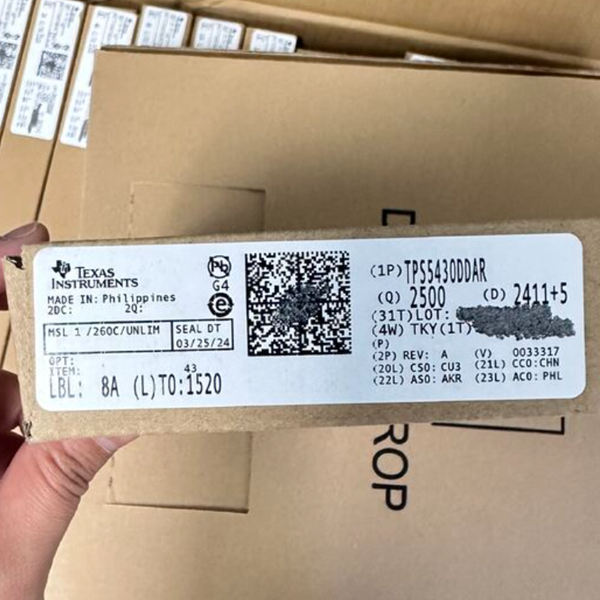 TEXAS
INSTRUMENTS
MADE IN: Philippines
2DC: 2Q:
MSL 1 /260C/UNLIM
SEAL DT
03/25/24
OPT:
ITEM: 43
LBL: 8A (L)TO:1520
Pb
G4
e
(1P)TPS5430DDAR
(Q) 2500 (D) 2411+5
(31T)LOT:
(4W) TKY(1T)
(P)
(2P) REV: A (V) 0033317
(20L) CSO: CU3 (21L) CCO:CHN
(22L) ASO: AKR (23L) ACO: PHL
ROP